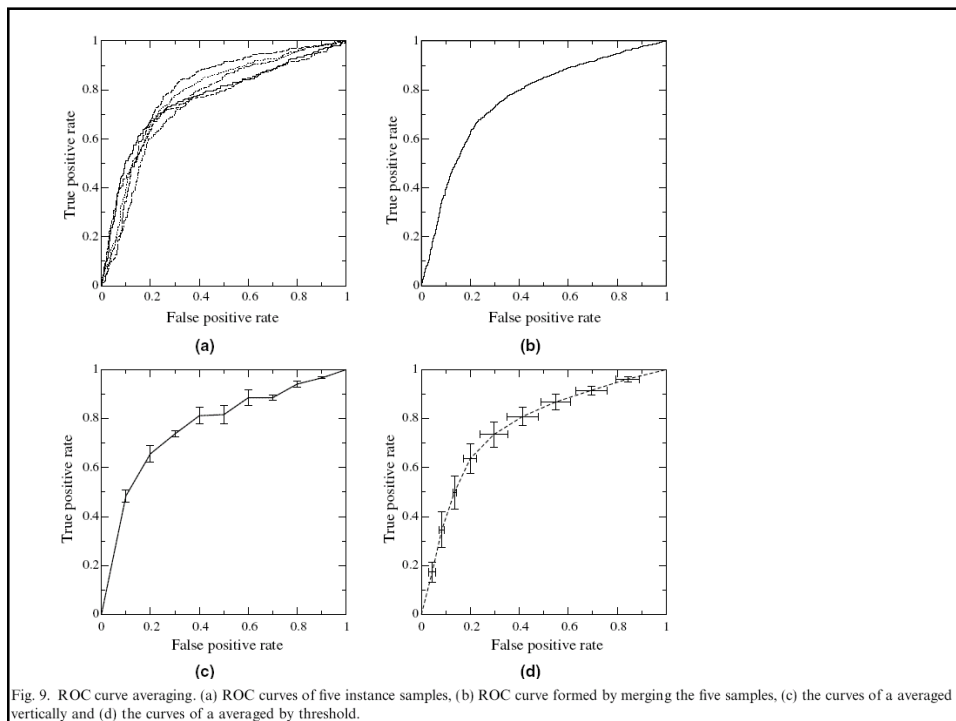 1
0.8
0.6
0.4
0.2
0
True positive rate
0 0.2 0.4 0.6 0.8 1
False positive rate
(a)
1
0.8
0.6
0.4
0.2
0
True positive rate
0 0.2 0.4 0.6 0.8 1
False positive rate
(b)
1
0.8
0.6
0.4
0.2
0
True positive rate
0 0.2 0.4 0.6 0.8 1
False positive rate
(c)
1
0.8
0.6
0.4
0.2
0
True positive rate
0 0.2 0.4 0.6 0.8 1
False positive rate
(d)
Fig. 9. ROC curve averaging. (a) ROC curves of five instance samples, (b) ROC curve formed by merging the five samples, (c) the curves of a averaged
vertically and (d) the curves of a averaged by threshold.